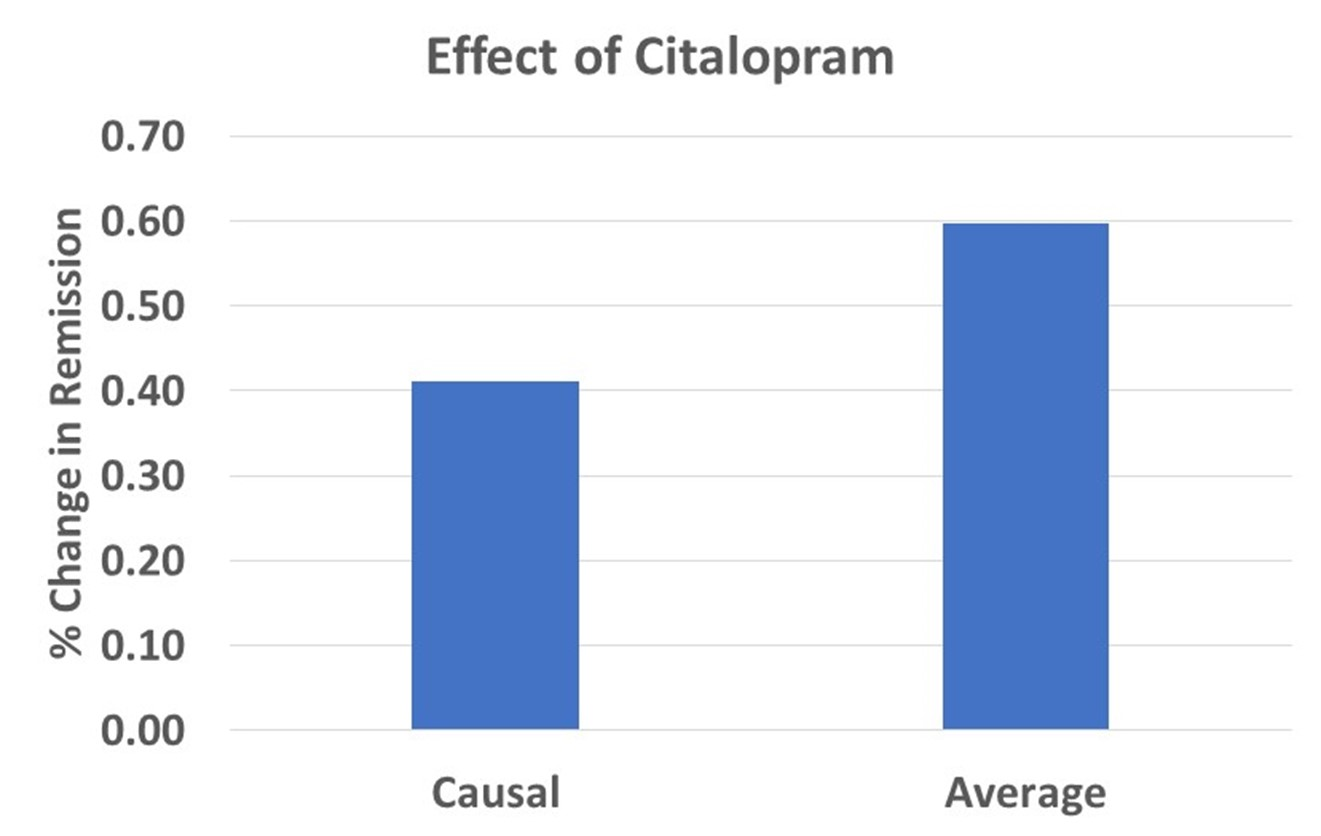 Effect of Citalopram
% Change in Remission
0.70
0.60
0.50
0.40
0.30
0.20
0.10
0.00
Causal
Average